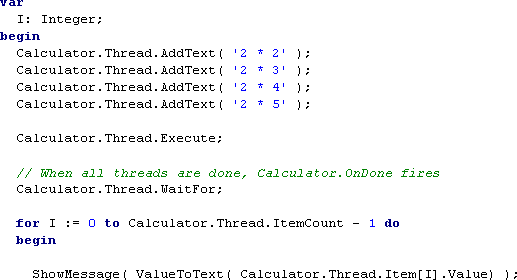 var
I: Integer;
begin
Calculator.Thread.AddText( '2 * 2' );
Calculator.Thread.AddText( '2 * 3' );
Calculator.Thread.AddText( '2 * 4' );
Calculator.Thread.AddText( '2 * 5' );
Calculator.Thread.Execute;
// When all threads are done, Calculator.OnDone fires
Calculator.Thread.WaitFor;
for I := 0 to Calculator.Thread.ItemCount - 1 do
begin
ShowMessage( ValueToText( Calculator.Thread.Item[I].Value) );